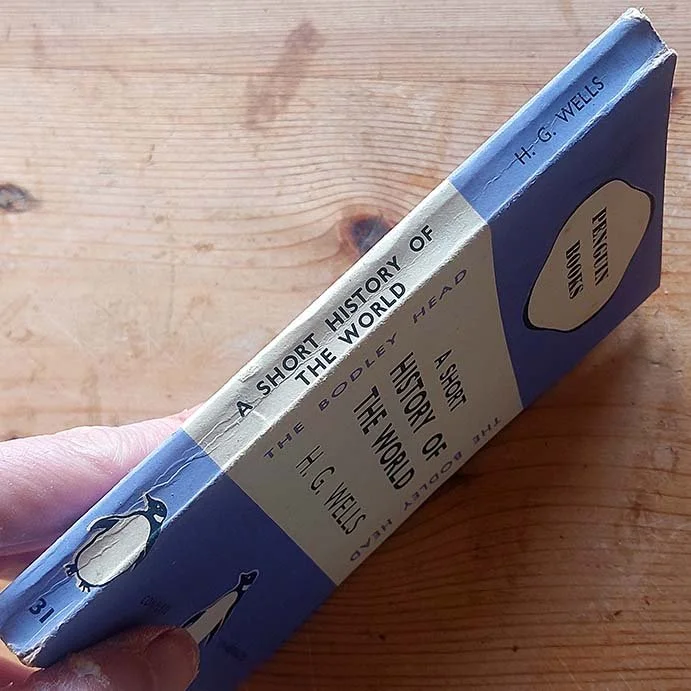 H. G. WELLS
A SHORT HISTORY OF
THE WORLD
31
PENGUIN
BOOKS
THE BODLEY HEAD
A SHORT
HISTORY OF
THE WORLD
H. G. WELLS
THE BODLEY HEAD